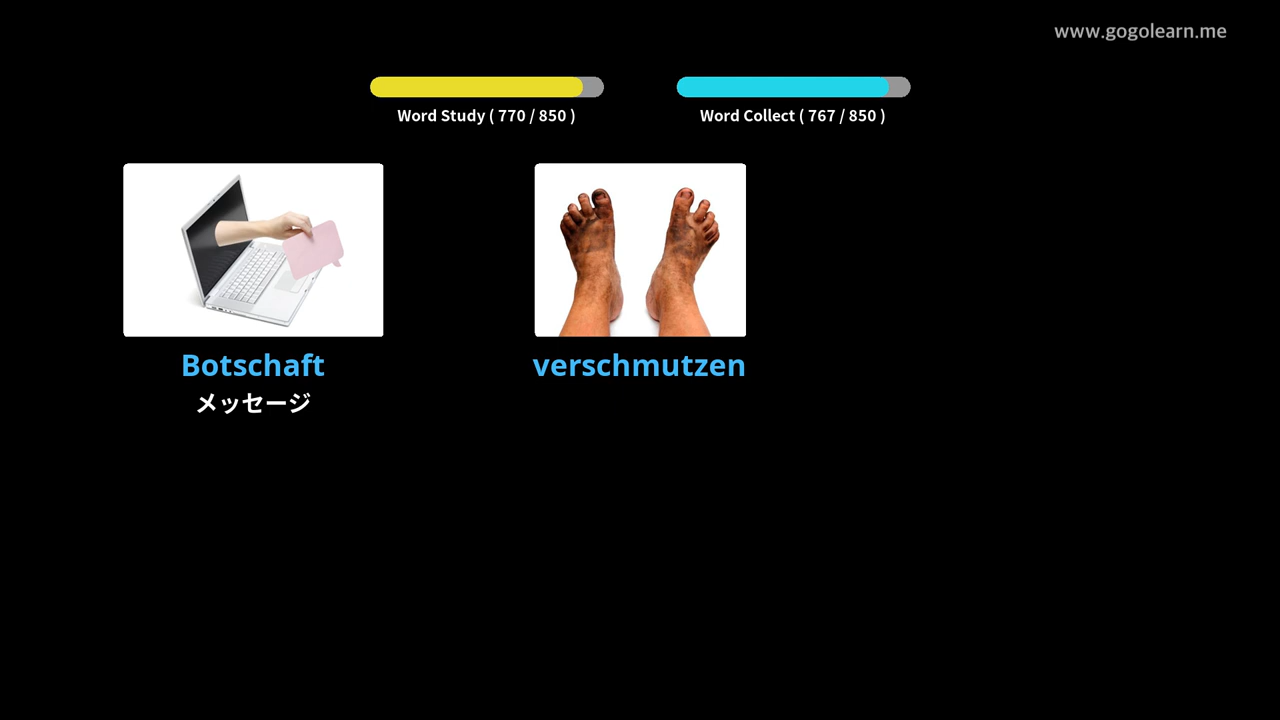 www.gogolearn.me
Word Study ( 770 / 850 )
Word Collect ( 767 / 850 )
Botschaft
メッセージ
verschmutzen